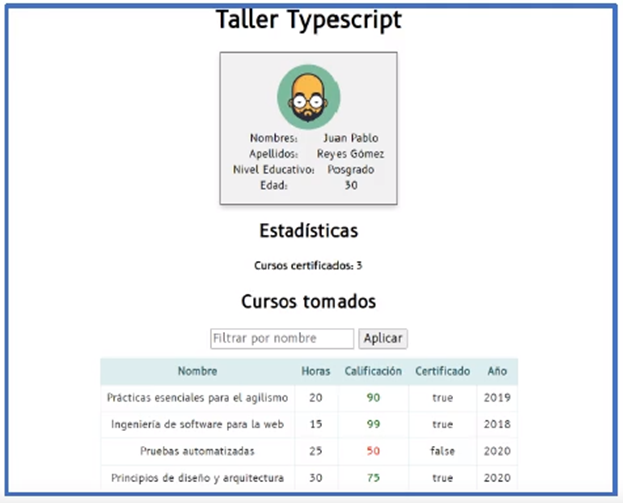 Taller Typescript
Nombres: Juan Pablo
Apellidos: Reyes Gómez
Nivel Educativo: Posgrado
Edad: 30
Estadísticas
Cursos certificados: 3
Cursos tomados
Filtrar por nombre Aplicar
Nombre Horas Calificación Certificado Año
Prácticas esenciales para el agilismo 20 90 true 2019
Ingeniería de software para la web 15 99 true 2018
Pruebas automatizadas 25 50 false 2020
Principios de diseño y arquitectura 30 75 true 2020